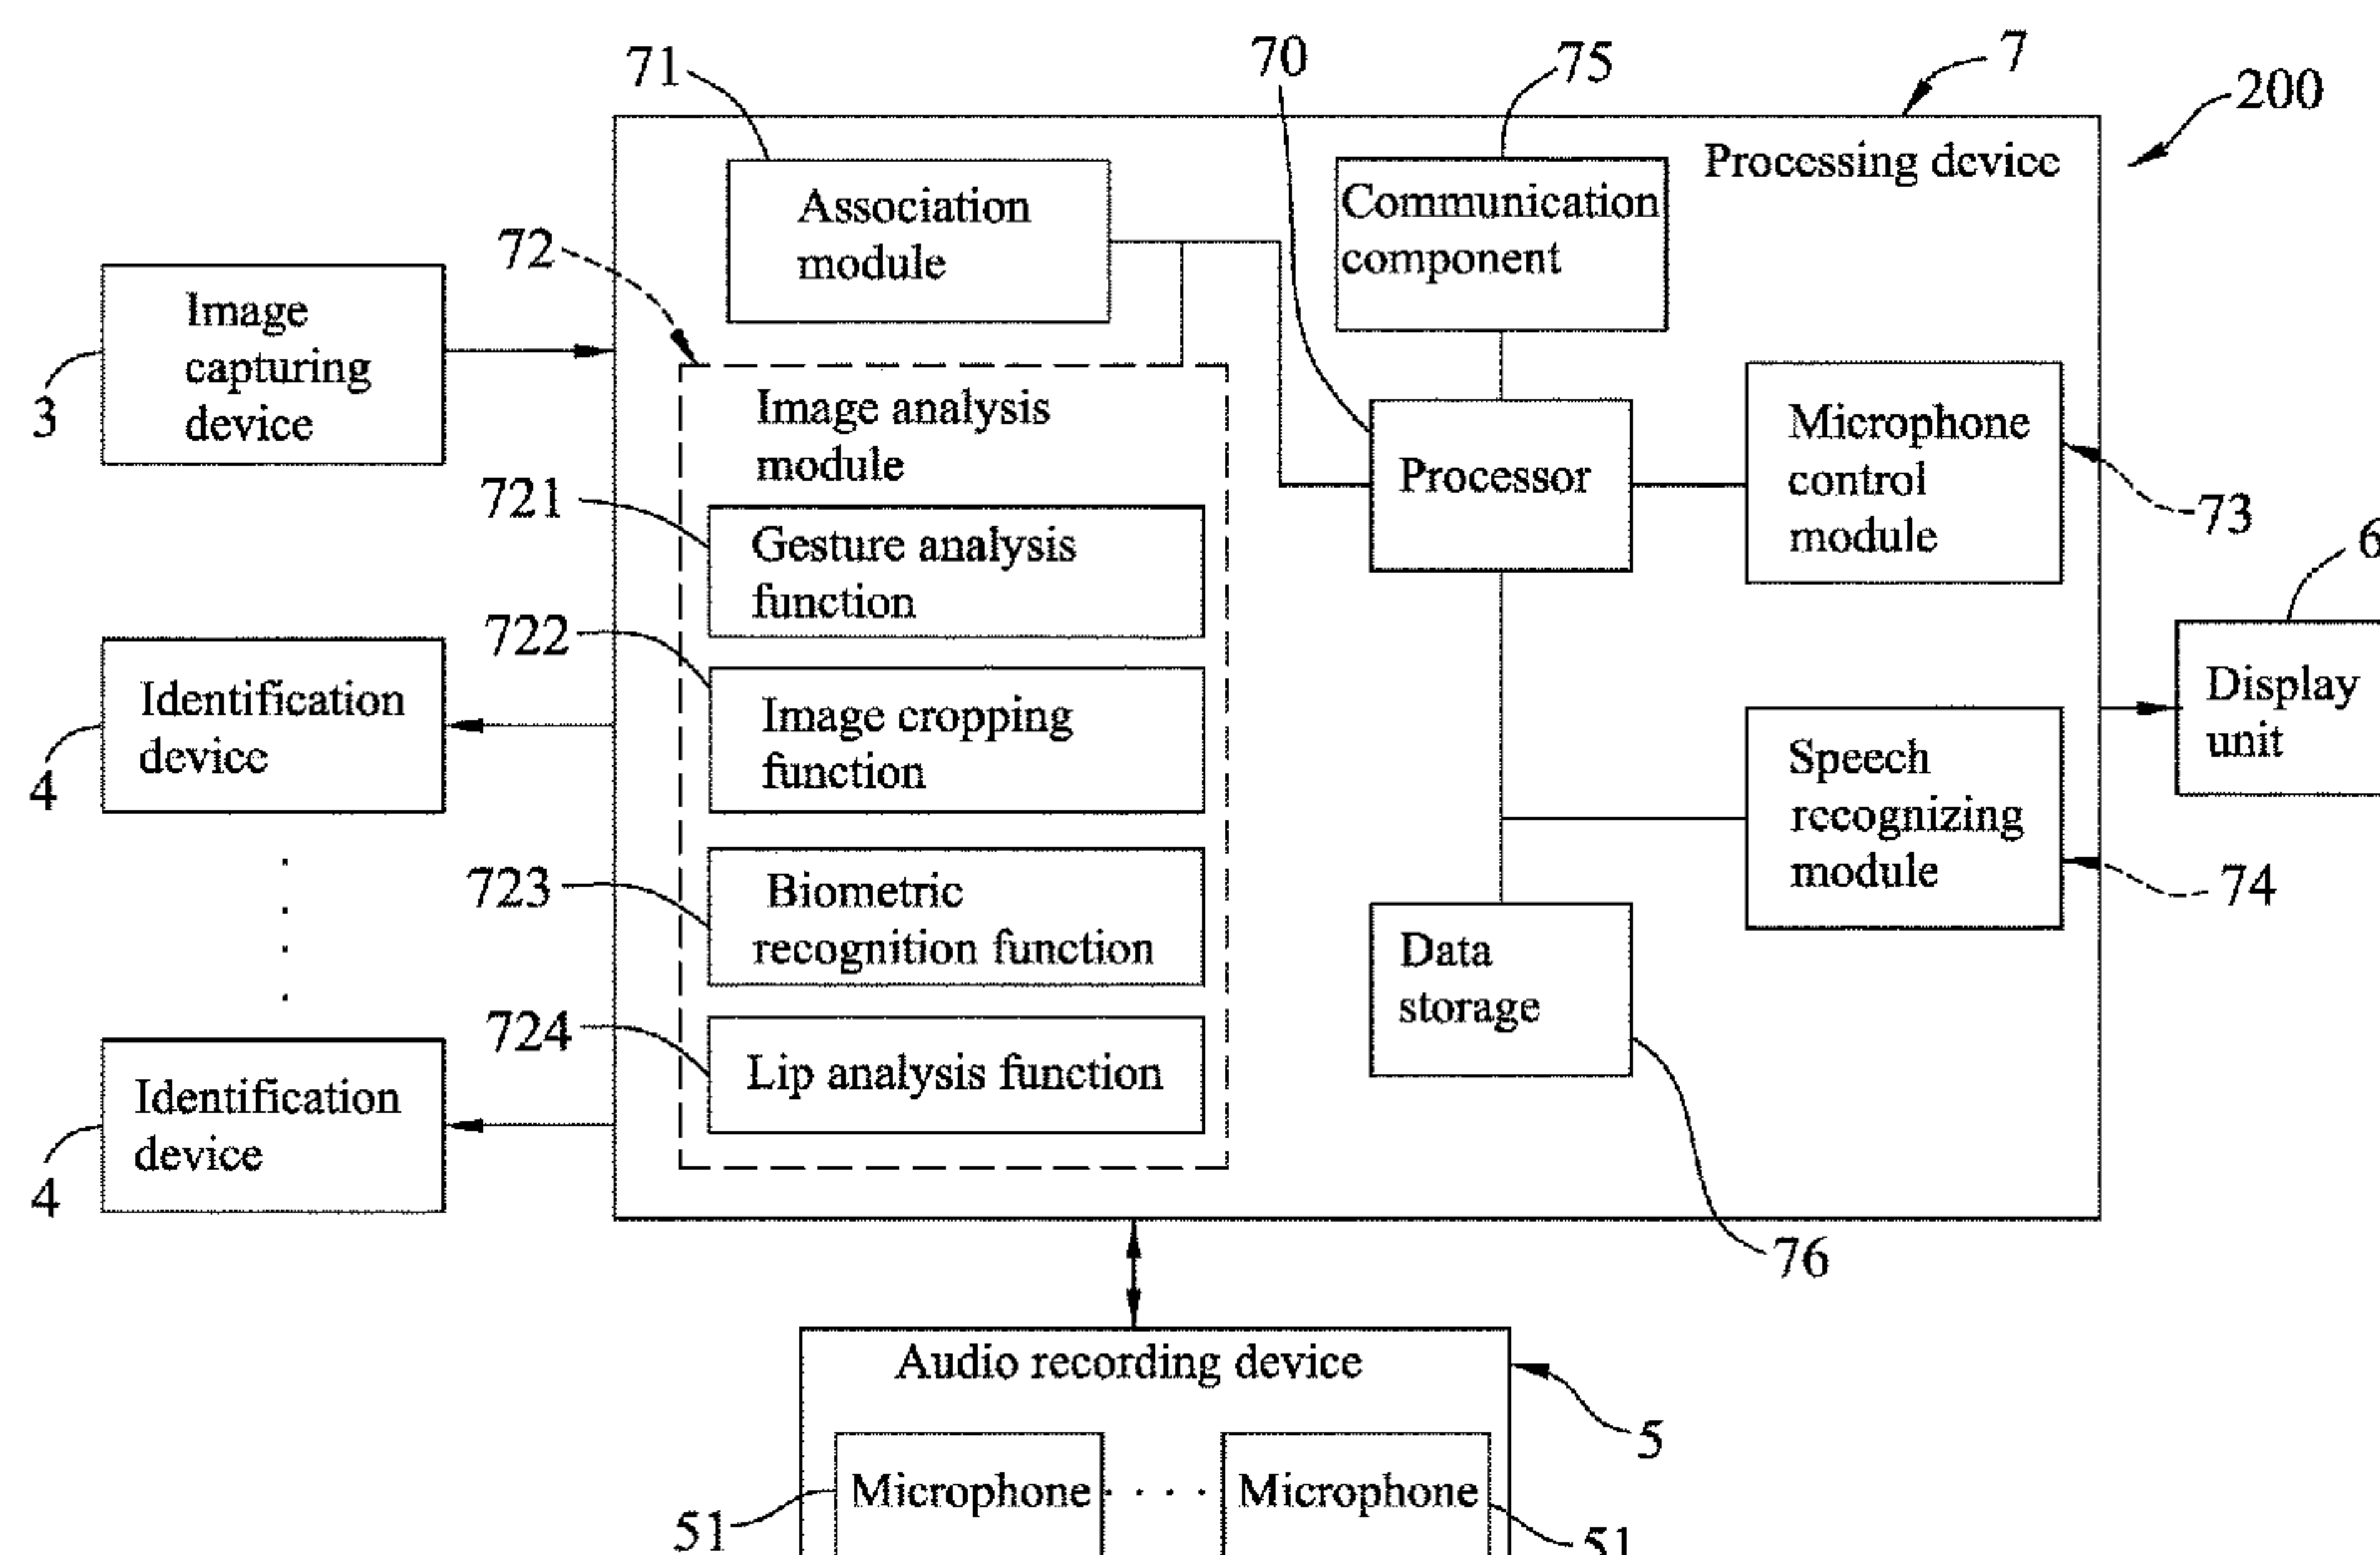 71
70
75
7
200
Processing device
Association
module
Communication
component
72
Image
capturing
device
3
Image analysis
module
Processor
Microphone
control
module
73
721
Gesture analysis
function
6
722
Identification
device
4
Image cropping
function
Display
unit
Speech
recognizing
module
74
723
Biometric
recognition function
Data
storage
724
Lip analysis function
Identification
device
4
76
Audio recording device
5
Microphone
. . . .
Microphone
51
51